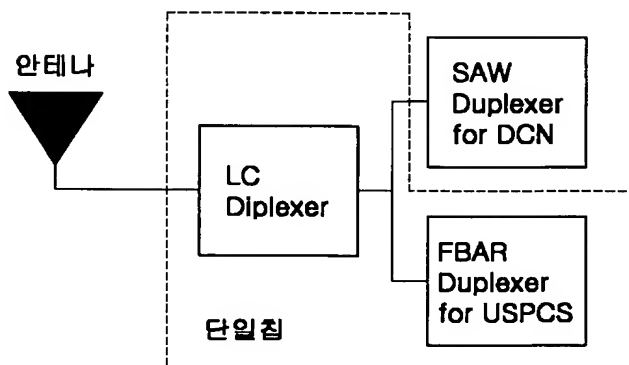 안테나
SAW
Duplexer
for DCN
LC
Diplexer
FBAR
Duplexer
for USPCS
단일칩